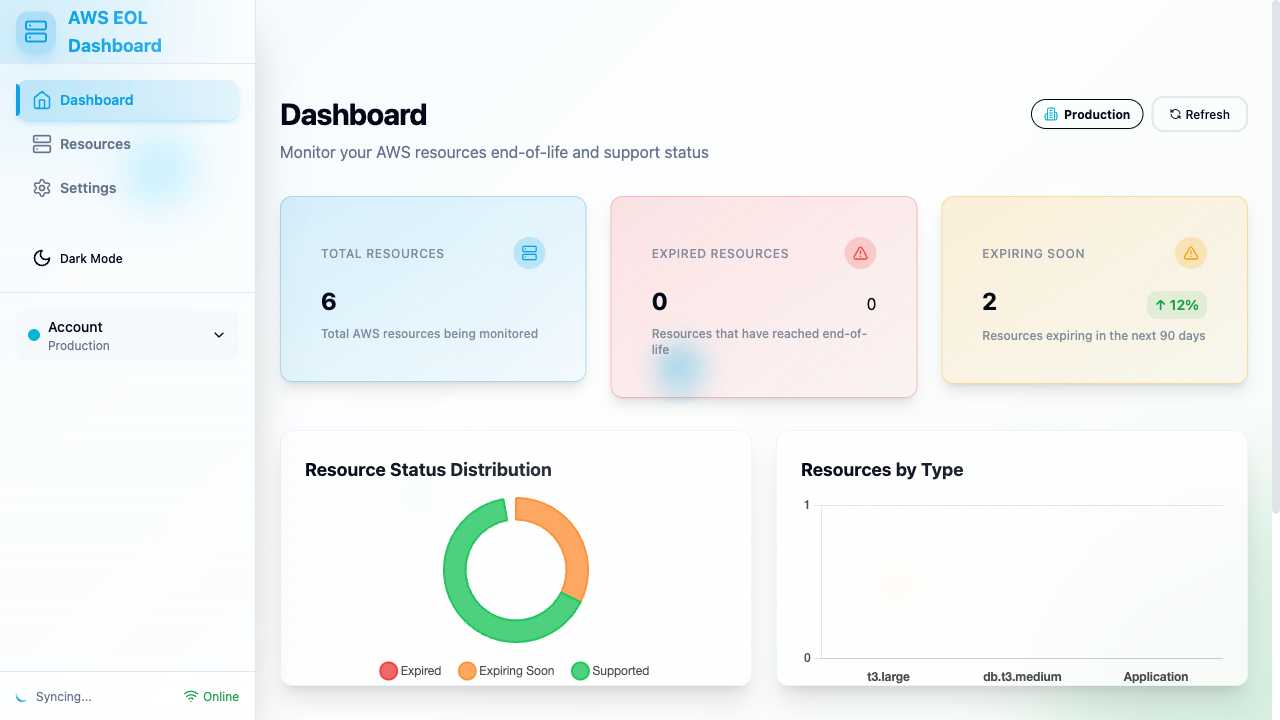 AWS EOL
Dashboard
Dashboard
Resources
Settings
Dark Mode
Account
Production
Syncing...
Online
Dashboard
Monitor your AWS resources end-of-life and support status
Production
Refresh
TOTAL RESOURCES
6
Total AWS resources being monitored
EXPIRED RESOURCES
0
0
Resources that have reached end-of-
life
EXPIRING SOON
2
↑ 12%
Resources expiring in the next 90 days
Resource Status Distribution
Expired
Expiring Soon
Supported
Resources by Type
1
0
t3.large
db.t3.medium
Application